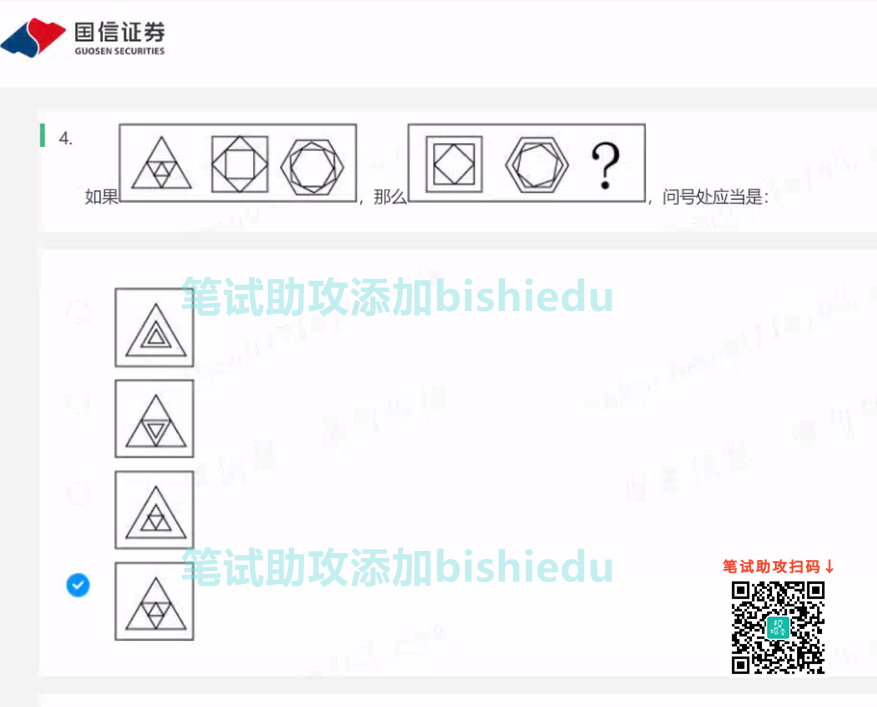 国信证券
GUOSEN SECURITIES
4.
如果 ，那么 ？ ，问号处应当是：
笔试助攻添加bishiedu
笔试助攻添加bishiedu
笔试助攻扫码↓